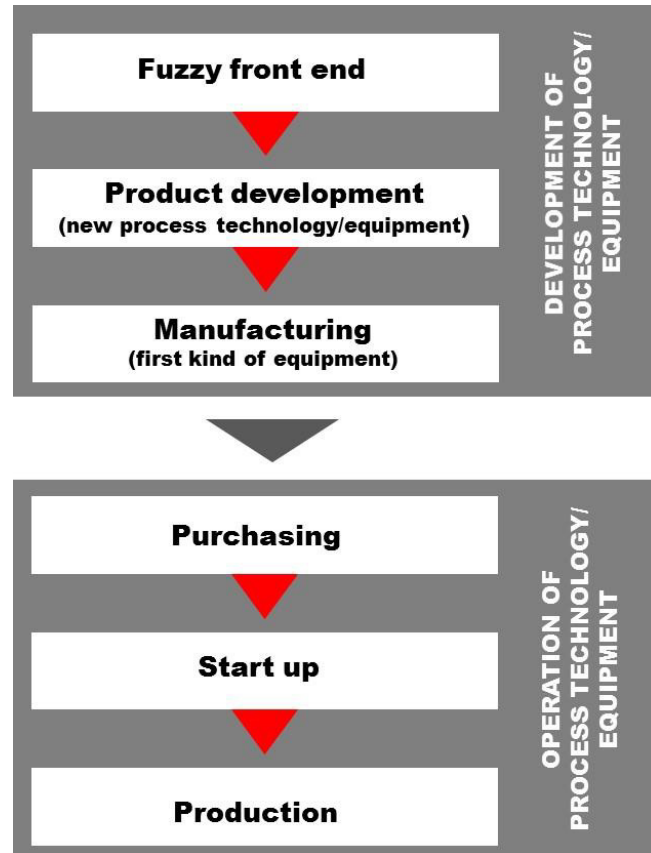 Fuzzy front end
Product development
(new process technology/equipment)
Manufacturing
(first kind of equipment)
DEVELOPMENT OF
PROCESS TECHNOLOGY/
EQUIPMENT
Purchasing
Start up
Production
OPERATION OF
PROCESS TECHNOLOGY/
EQUIPMENT